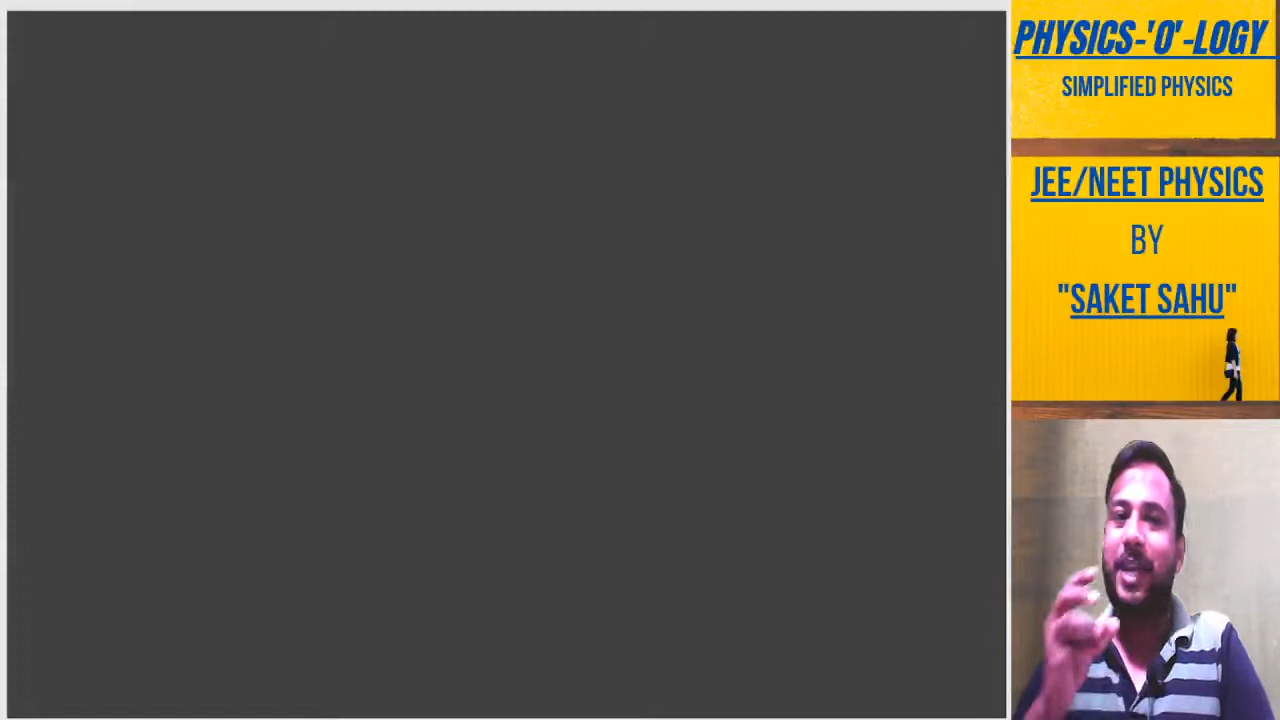 PHYSICS-'O'-LOGY
SIMPLIFIED PHYSICS
JEE/NEET PHYSICS
BY
"SAKET SAHU"